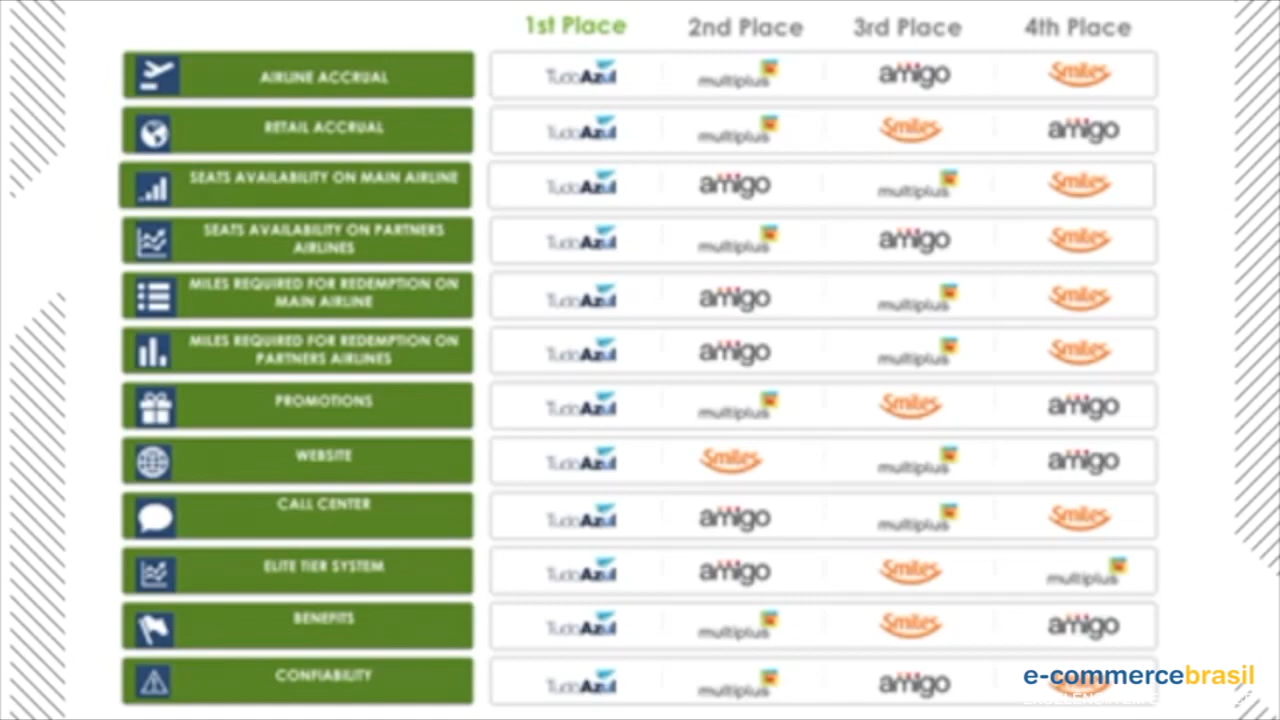 1st Place 2nd Place 3rd Place 4th Place
AIRLINE ACCRUAL TudoAzul multiplus amigo Smiles
RETAIL ACCRUAL TudoAzul multiplus Smiles amigo
SEATS AVAILABILITY ON MAIN AIRLINE TudoAzul amigo multiplus Smiles
SEATS AVAILABILITY ON PARTNERS
AIRLINES TudoAzul multiplus amigo Smiles
MILES REQUIRED FOR REDEMPTION ON
MAIN AIRLINE TudoAzul amigo multiplus Smiles
MILES REQUIRED FOR REDEMPTION ON
PARTNERS AIRLINES TudoAzul amigo multiplus Smiles
PROMOTIONS TudoAzul multiplus Smiles amigo
WEBSITE TudoAzul Smiles multiplus amigo
CALL CENTER TudoAzul amigo multiplus Smiles
ELITE TIER SYSTEM TudoAzul amigo Smiles multiplus
BENEFITS TudoAzul multiplus Smiles amigo
CONFIABILITY TudoAzul multiplus amigo
e-commercebrasil